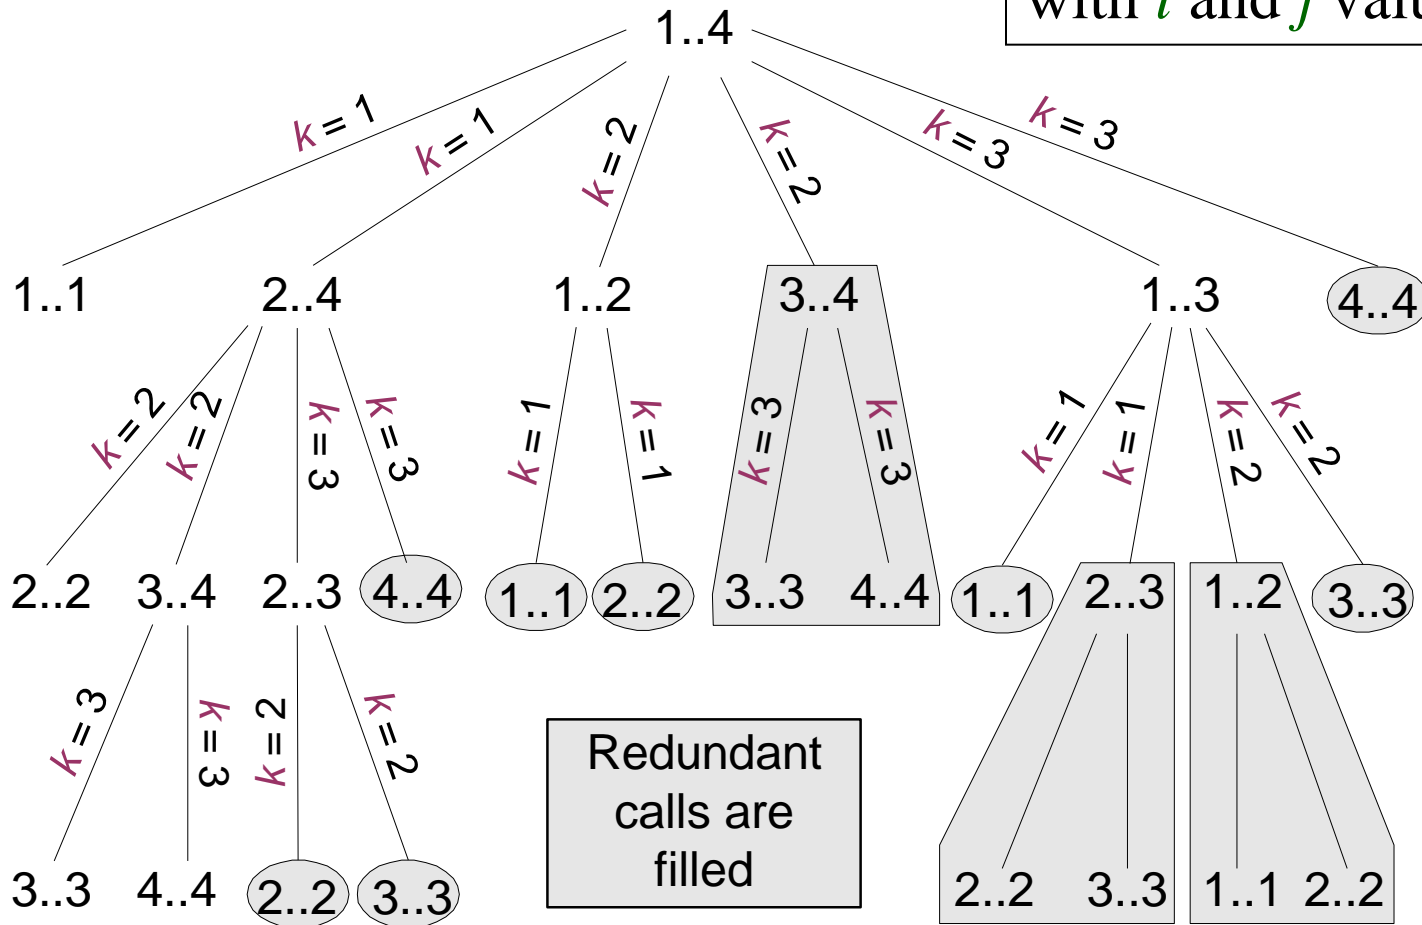 with i and j
1..4
k = 1
k = 1
k = 2
k = 2
k = 3
k = 3
1..1
2..4
1..2
3..4
1..3
4..4
k = 2
k = 2
k = 3
k = 3
k = 1
k = 1
k = 3
k = 3
k = 1
k = 1
k = 2
k = 2
2..2
3..4
2..3
4..4
1..1
2..2
3..3
4..4
1..1
2..3
1..2
3..3
k = 3
k = 3
k = 2
k = 2
Redundant
calls are
filled
3..3
4..4
2..2
3..3
2..2
3..3
1..1
2..2